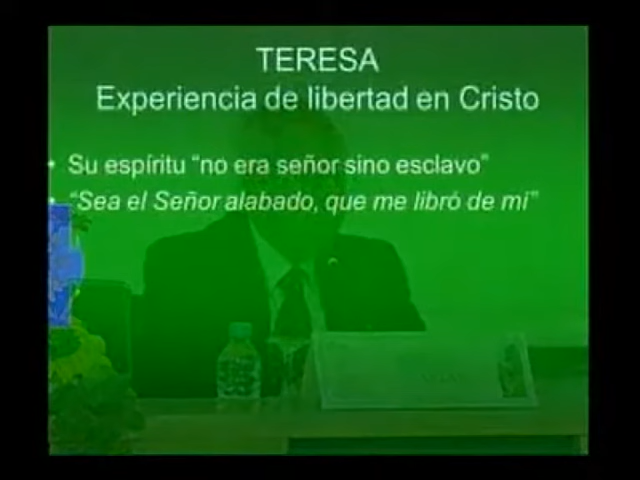 TERESA
Experiencia de libertad en Cristo
• Su espíritu “no era señor sino esclavo”
• “Sea el Señor alabado, que me libró de mí”